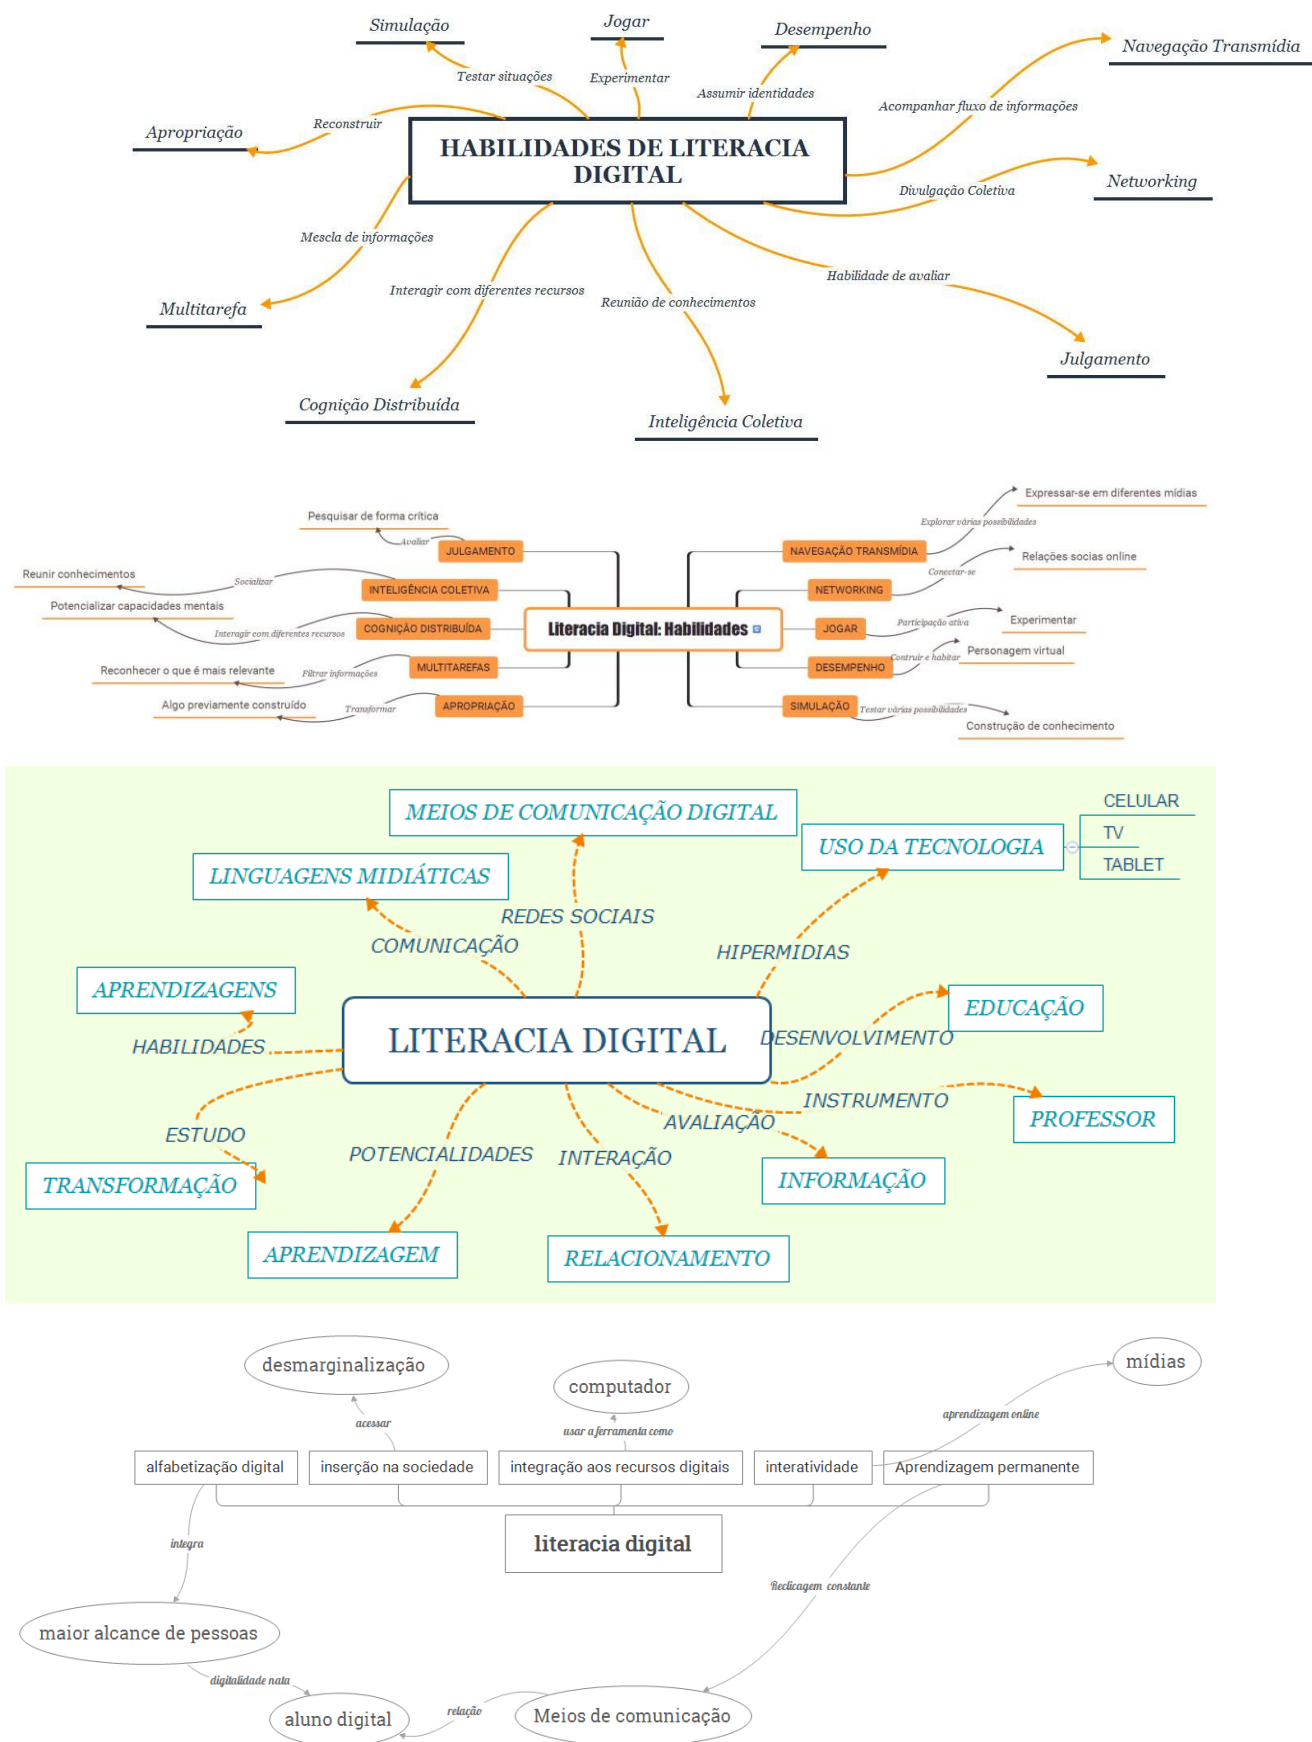 Simulação
Jogar
Desempenho
Navegação Transmídia
Testar situações
Experimentar
Assumir identidades
Acompanhar fluxo de informações
Apropriação
Reconstruir
HABILIDADES DE LITERACIA
DIGITAL
Networking
Divulgação Coletiva
Mescla de informações
Multitarefa
Interagir com diferentes recursos
Reunião de conhecimentos
Habilidade de avaliar
Julgamento
Cognição Distribuída
Inteligência Coletiva
Pesquisar de forma crítica
Avaliar
JULGAMENTO
Reunir conhecimentos
Socializar
INTELIGÊNCIA COLETIVA
Potencializar capacidades mentais
Interagir com diferentes recursos
COGNIÇÃO DISTRIBUÍDA
Reconhecer o que é mais relevante
Filtrar informações
MULTITAREFAS
Algo previamente construído
Transformar
APROPRIAÇÃO
Literacia Digital: Habilidades
NAVEGAÇÃO TRANSMÍDIA
Explorar várias possibilidades
Expressar-se em diferentes mídias
NETWORKING
Conectar-se
Relações socias online
JOGAR
Participação ativa
Experimentar
DESEMPENHO
Contruir e habitar
Personagem virtual
SIMULAÇÃO
Testar várias possibilidades
Construção de conhecimento
MEIOS DE COMUNICAÇÃO DIGITAL
USO DA TECNOLOGIA
CELULAR
TV
TABLET
LINGUAGENS MIDIÁTICAS
REDES SOCIAIS
COMUNICAÇÃO
HIPERMIDIAS
APRENDIZAGENS
HABILIDADES
LITERACIA DIGITAL
DESENVOLVIMENTO
EDUCAÇÃO
INSTRUMENTO
PROFESSOR
AVALIAÇÃO
ESTUDO
POTENCIALIDADES
INTERAÇÃO
TRANSFORMAÇÃO
INFORMAÇÃO
APRENDIZAGEM
RELACIONAMENTO
desmarginalização
computador
mídias
acessar
usar a ferramenta como
aprendizagem online
alfabetização digital
inserção na sociedade
integração aos recursos digitais
interatividade
Aprendizagem permanente
literacia digital
integra
Reclicagem constante
maior alcance de pessoas
digitalidade nata
aluno digital
relação
Meios de comunicação